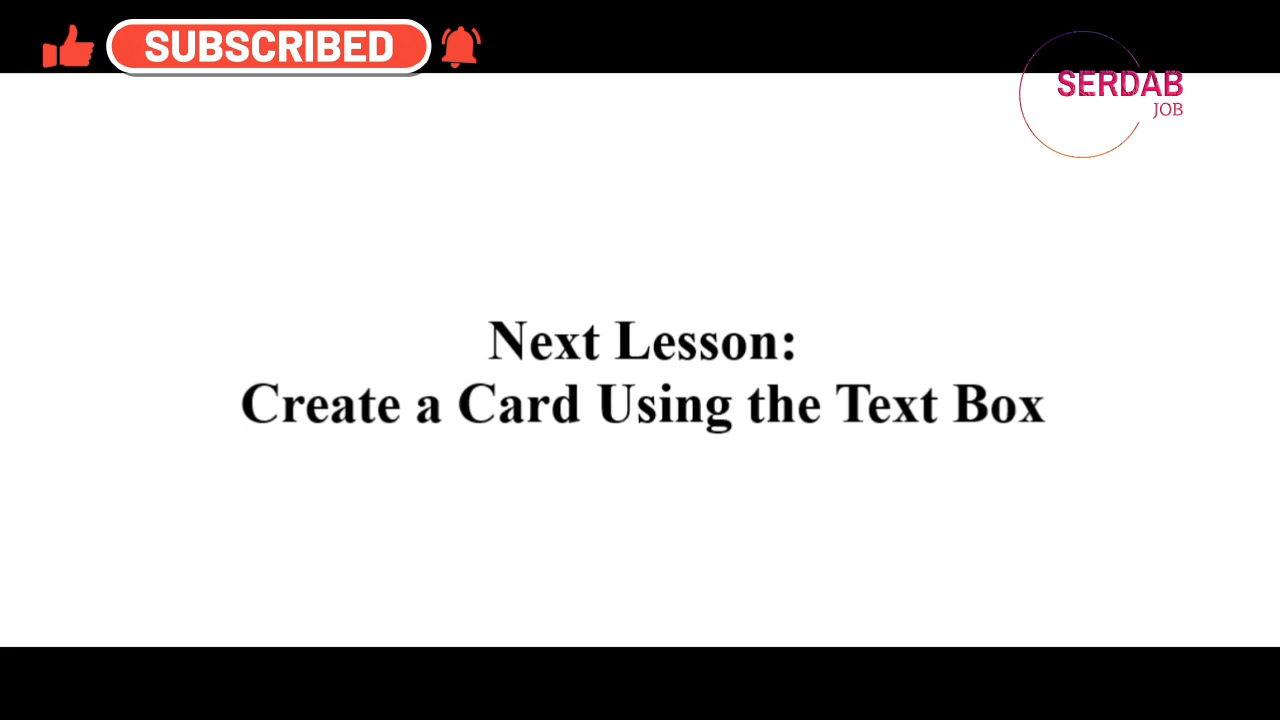 SUBSCRIBED
SERDAB
JOB
Next Lesson:
Create a Card Using the Text Box